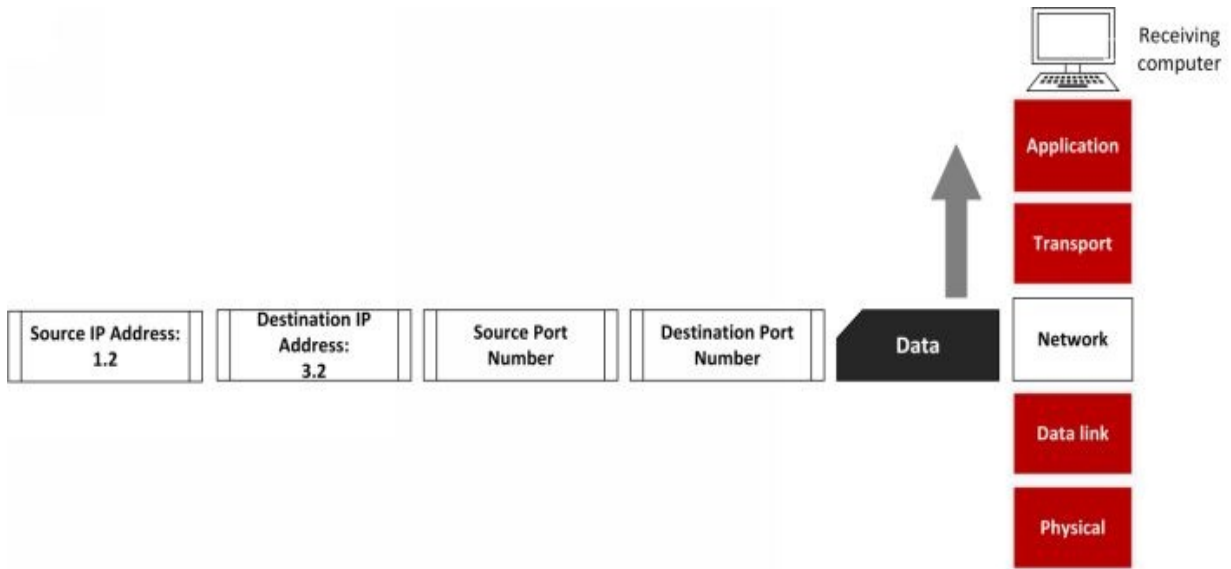 Receiving
computer
Application
Transport
Source IP Address:
1.2
Destination IP
Address:
3.2
Source Port
Number
Destination Port
Number
Data
Network
Data link
Physical